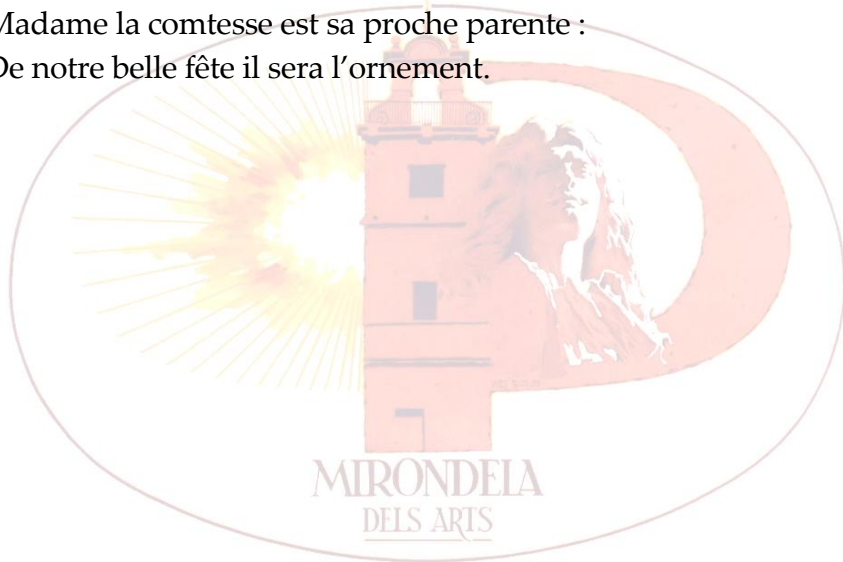 Madame la comtesse est sa proche parente :
De notre belle fête il sera l’ornement.
MIRONDELA
DELS ARTS